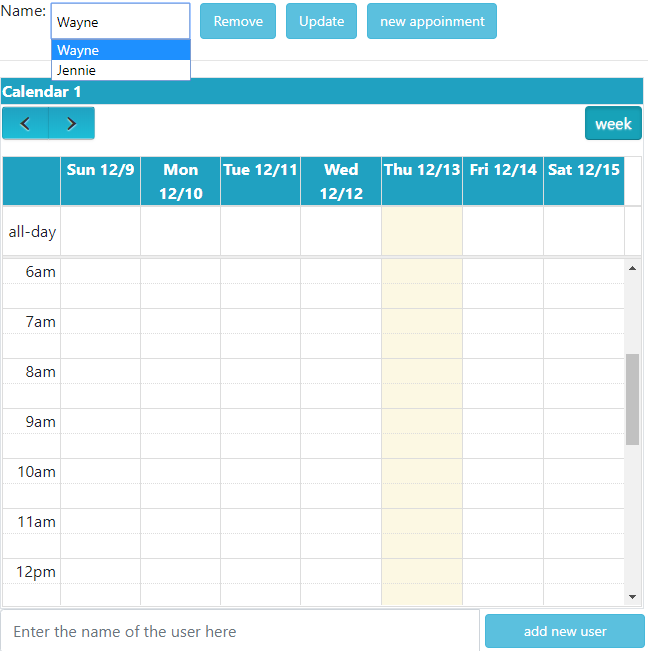 Name: Wayne Remove Update new appoinment
Wayne
Jennie
Calendar 1
week
Sun 12/9 Mon 12/10 Tue 12/11 Wed 12/12 Thu 12/13 Fri 12/14 Sat 12/15
all-day
6am
7am
8am
9am
10am
11am
12pm
Enter the name of the user here add new user